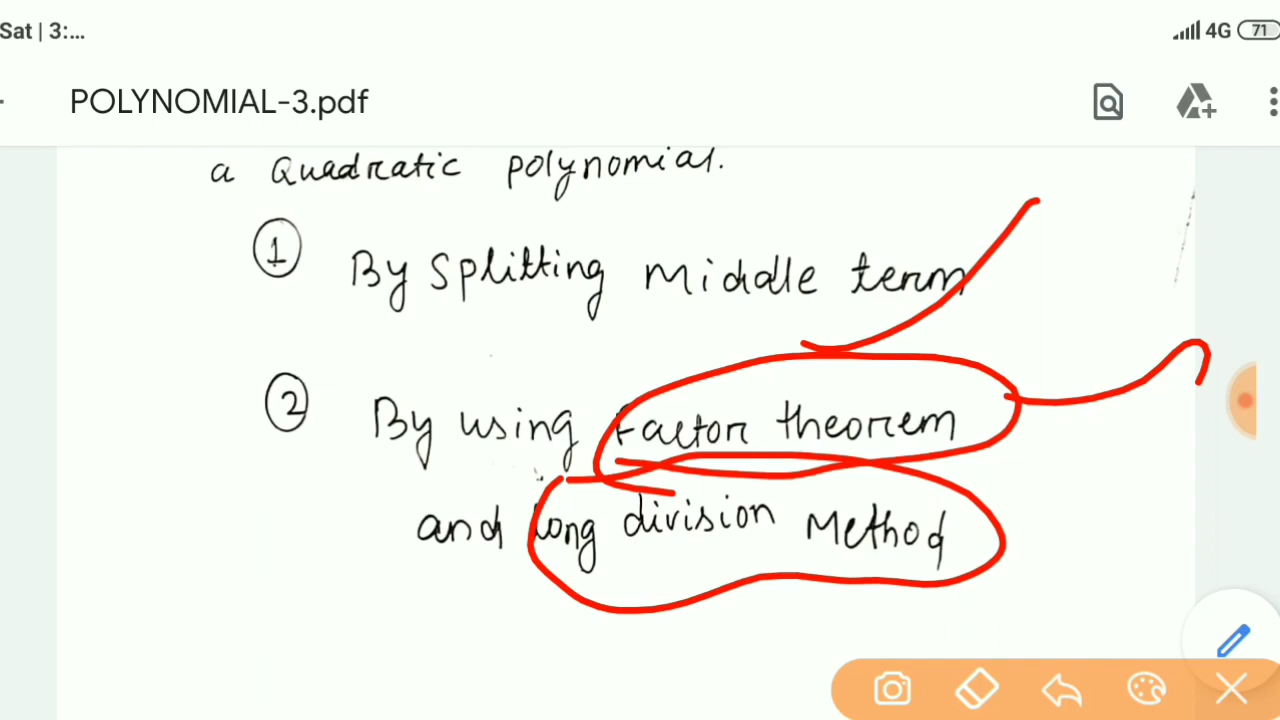 Sat | 3:...
4G 71
POLYNOMIAL-3.pdf
a Quadratic polynomial.
1 By Splitting Middle term
2 By using factor theorem
and long division Method